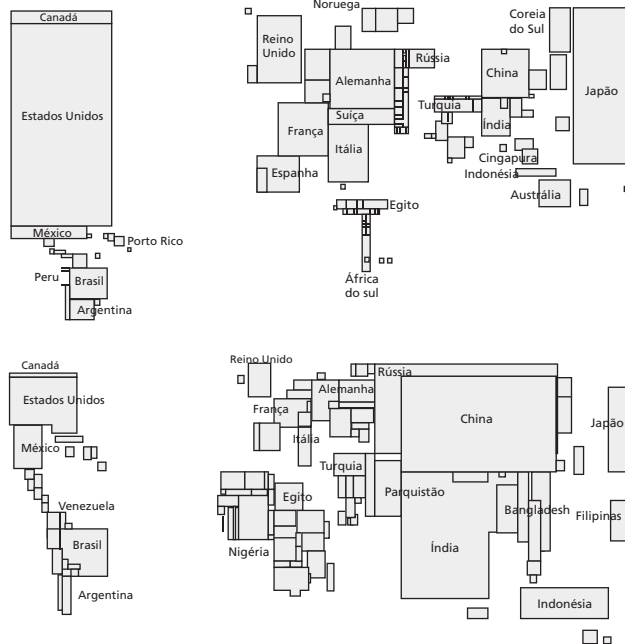 Canadá
Estados Unidos
México
Porto Rico
Peru
Brasil
Argentina
Noruega
Reino
Unido
Rússia
Alemanha
Suíça
França
Itália
Espanha
Egito
África
do sul
Turquia
China
Índia
Cingapura
Indonésia
Austrália
Coreia
do Sul
Japão
Canadá
Estados Unidos
México
Venezuela
Brasil
Argentina
Reino Unido
Rússia
Alemanha
França
Itália
Turquia
Egito
Nigéria
China
Parquistão
Índia
Bangladesh
Japão
Filipinas
Indonésia